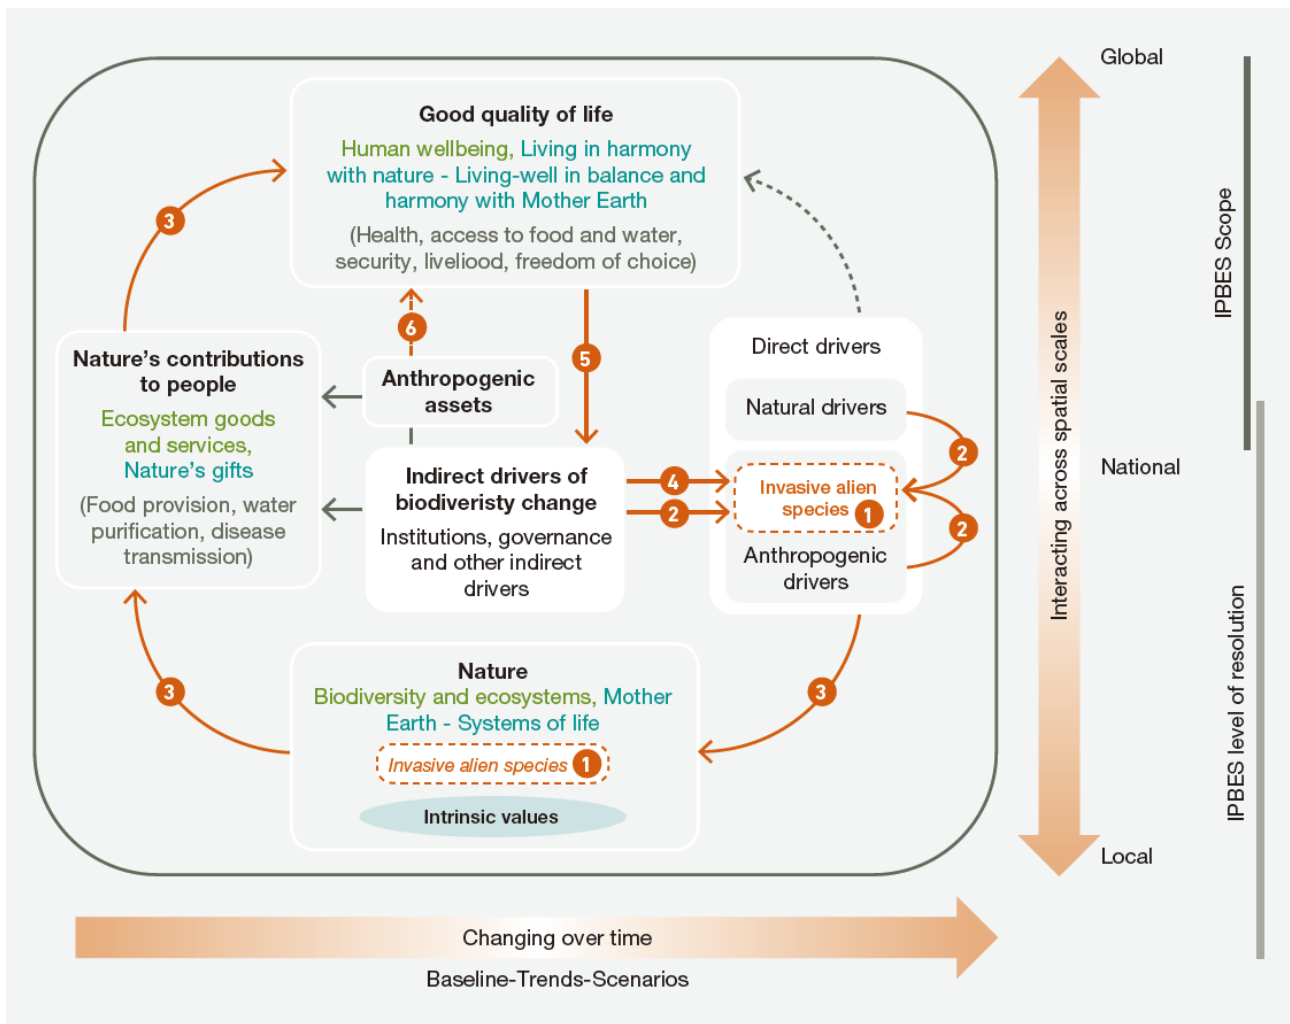 Good quality of life
Human wellbeing, Living in harmony
with nature - Living-well in balance and
harmony with Mother Earth
(Health, access to food and water,
security, liveliood, freedom of choice)
3
6
5
Nature's contributions
to people
Ecosystem goods
and services,
Nature's gifts
(Food provision, water
purification, disease
transmission)
Anthropogenic
assets
Indirect drivers of
biodiveristy change
Institutions, governance
and other indirect
drivers
4
2
Direct drivers
Natural drivers
Invasive alien
species 1
Anthropogenic
drivers
2
2
3
3
Nature
Biodiversity and ecosystems, Mother
Earth - Systems of life
Invasive alien species 1
Intrinsic values
Changing over time
Baseline-Trends-Scenarios
Interacting across spatial scales
Global
National
Local
IPBES Scope
IPBES level of resolution